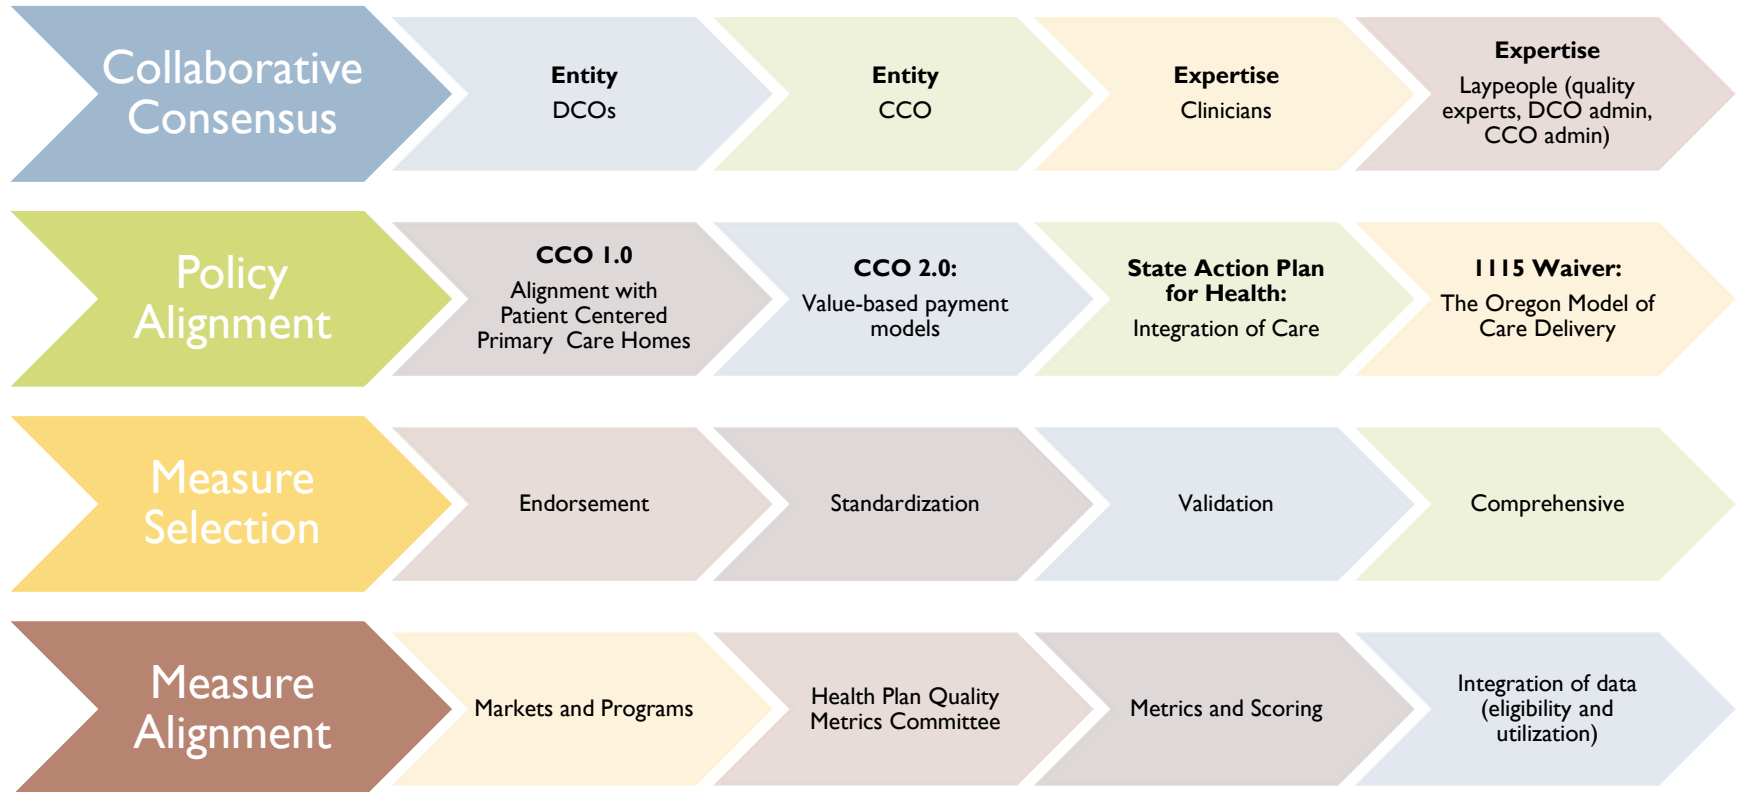 Collaborative
Consensus
Entity
DCOs
Entity
CCO
Expertise
Clinicians
Expertise
Laypeople (quality
experts, DCO admin,
CCO admin)
Policy
Alignment
CCO 1.0
Alignment with
Patient Centered
Primary  Care Homes
CCO 2.0:
Value-based payment
models
State Action Plan
for Health:
Integration of Care
1115 Waiver:
The Oregon Model of
Care Delivery
Measure
Selection
Endorsement
Standardization
Validation
Comprehensive
Measure
Alignment
Markets and Programs
Health Plan Quality
Metrics Committee
Metrics and Scoring
Integration of data
(eligibility and
utilization)